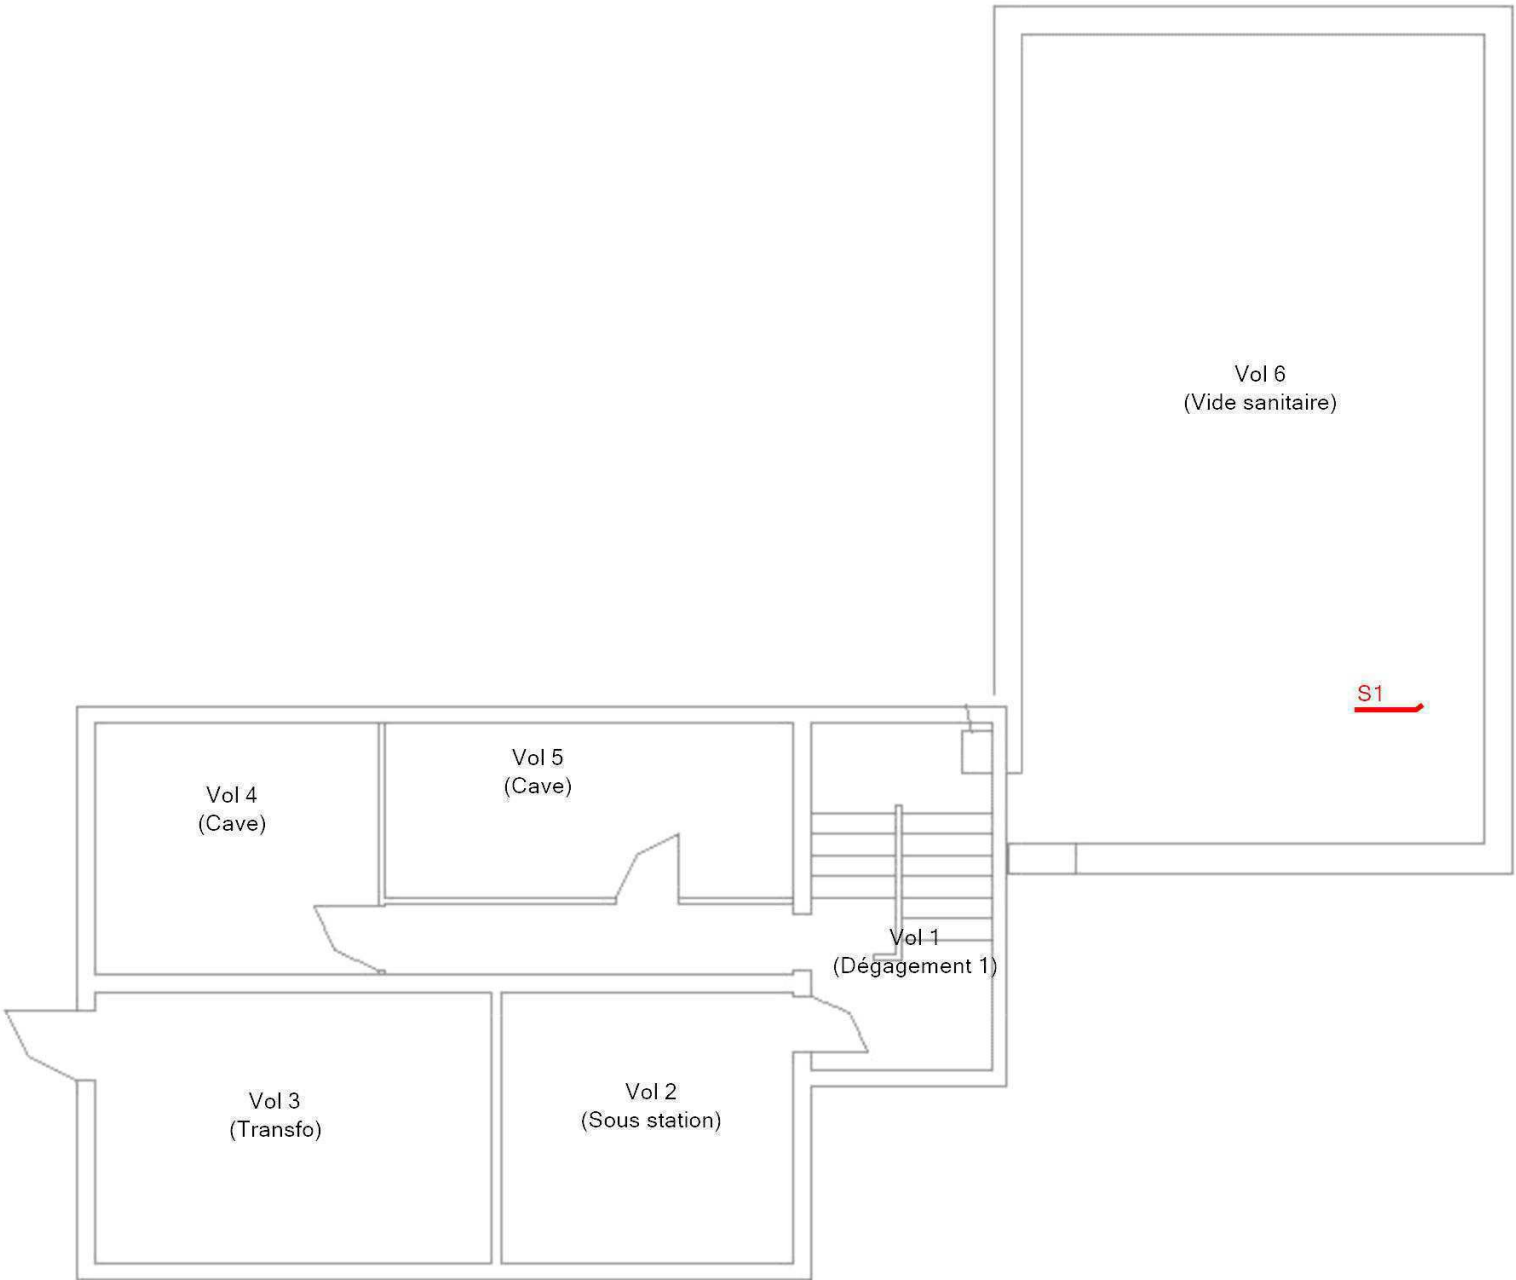 Vol 6
(Vide sanitaire)
S1
Vol 5
(Cave)
Vol 4
(Cave)
Vol 1
(Dégagement 1)
Vol 3
(Transfo)
Vol 2
(Sous station)